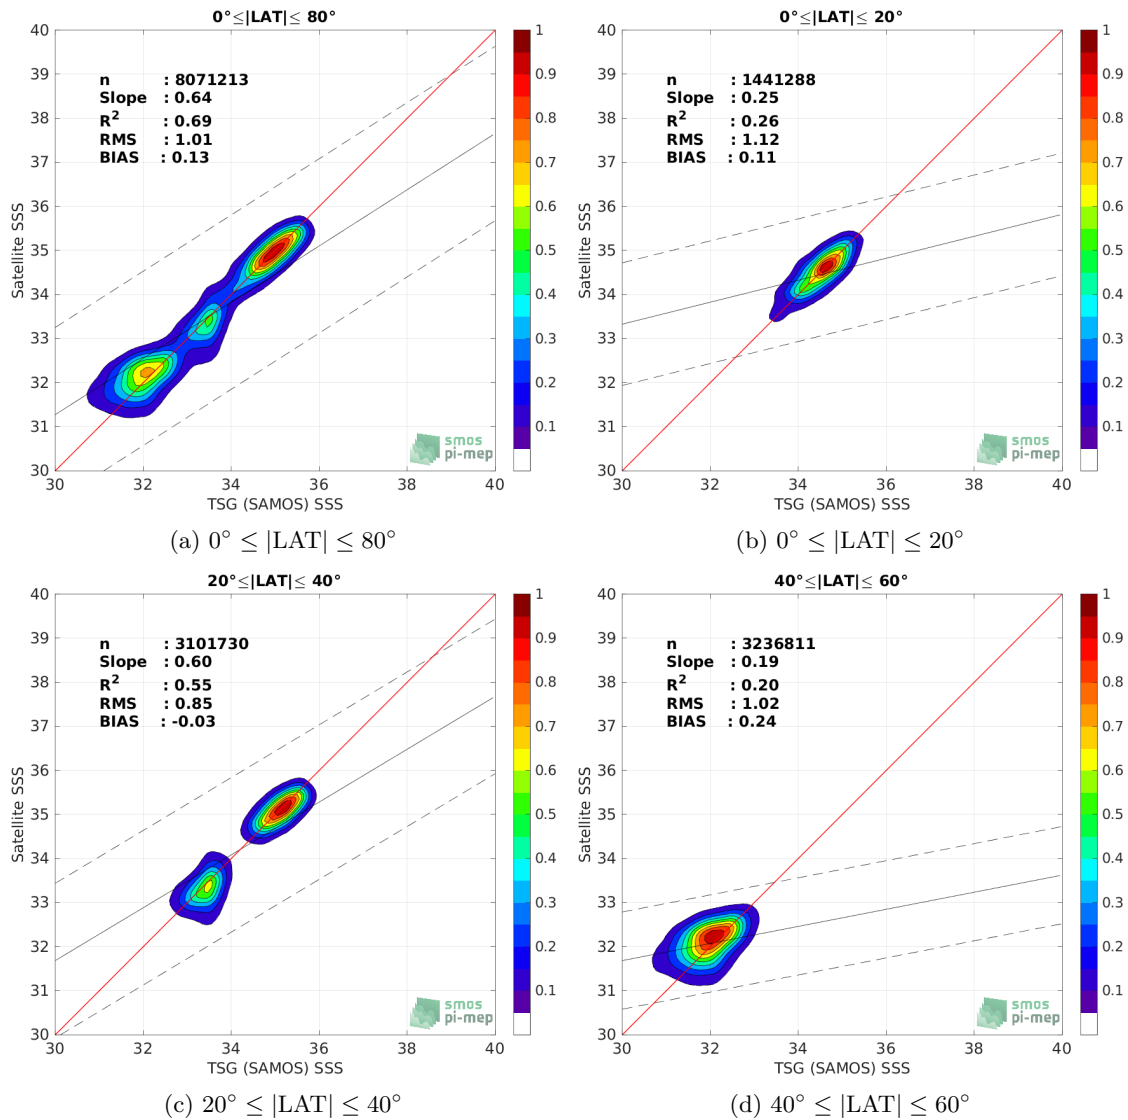 0°≤|LAT|≤ 80°
40
39
38
37
36
35
34
33
32
31
30
Satellite SSS
n : 8071213
Slope : 0.64
R² : 0.69
RMS : 1.01
BIAS : 0.13
smos
pi-mep
30 32 34 36 38 40
TSG (SAMOS) SSS
1
0.9
0.8
0.7
0.6
0.5
0.4
0.3
0.2
0.1
(a) 0° ≤ |LAT| ≤ 80°
0°≤|LAT|≤ 20°
40
39
38
37
36
35
34
33
32
31
30
Satellite SSS
n : 1441288
Slope : 0.25
R² : 0.26
RMS : 1.12
BIAS : 0.11
smos
pi-mep
30 32 34 36 38 40
TSG (SAMOS) SSS
1
0.9
0.8
0.7
0.6
0.5
0.4
0.3
0.2
0.1
(b) 0° ≤ |LAT| ≤ 20°
20°≤|LAT|≤ 40°
40
39
38
37
36
35
34
33
32
31
30
Satellite SSS
n : 3101730
Slope : 0.60
R² : 0.55
RMS : 0.85
BIAS : -0.03
smos
pi-mep
30 32 34 36 38 40
TSG (SAMOS) SSS
1
0.9
0.8
0.7
0.6
0.5
0.4
0.3
0.2
0.1
(c) 20° ≤ |LAT| ≤ 40°
40°≤|LAT|≤ 60°
40
39
38
37
36
35
34
33
32
31
30
Satellite SSS
n : 3236811
Slope : 0.19
R² : 0.20
RMS : 1.02
BIAS : 0.24
smos
pi-mep
30 32 34 36 38 40
TSG (SAMOS) SSS
1
0.9
0.8
0.7
0.6
0.5
0.4
0.3
0.2
0.1
(d) 40° ≤ |LAT| ≤ 60°